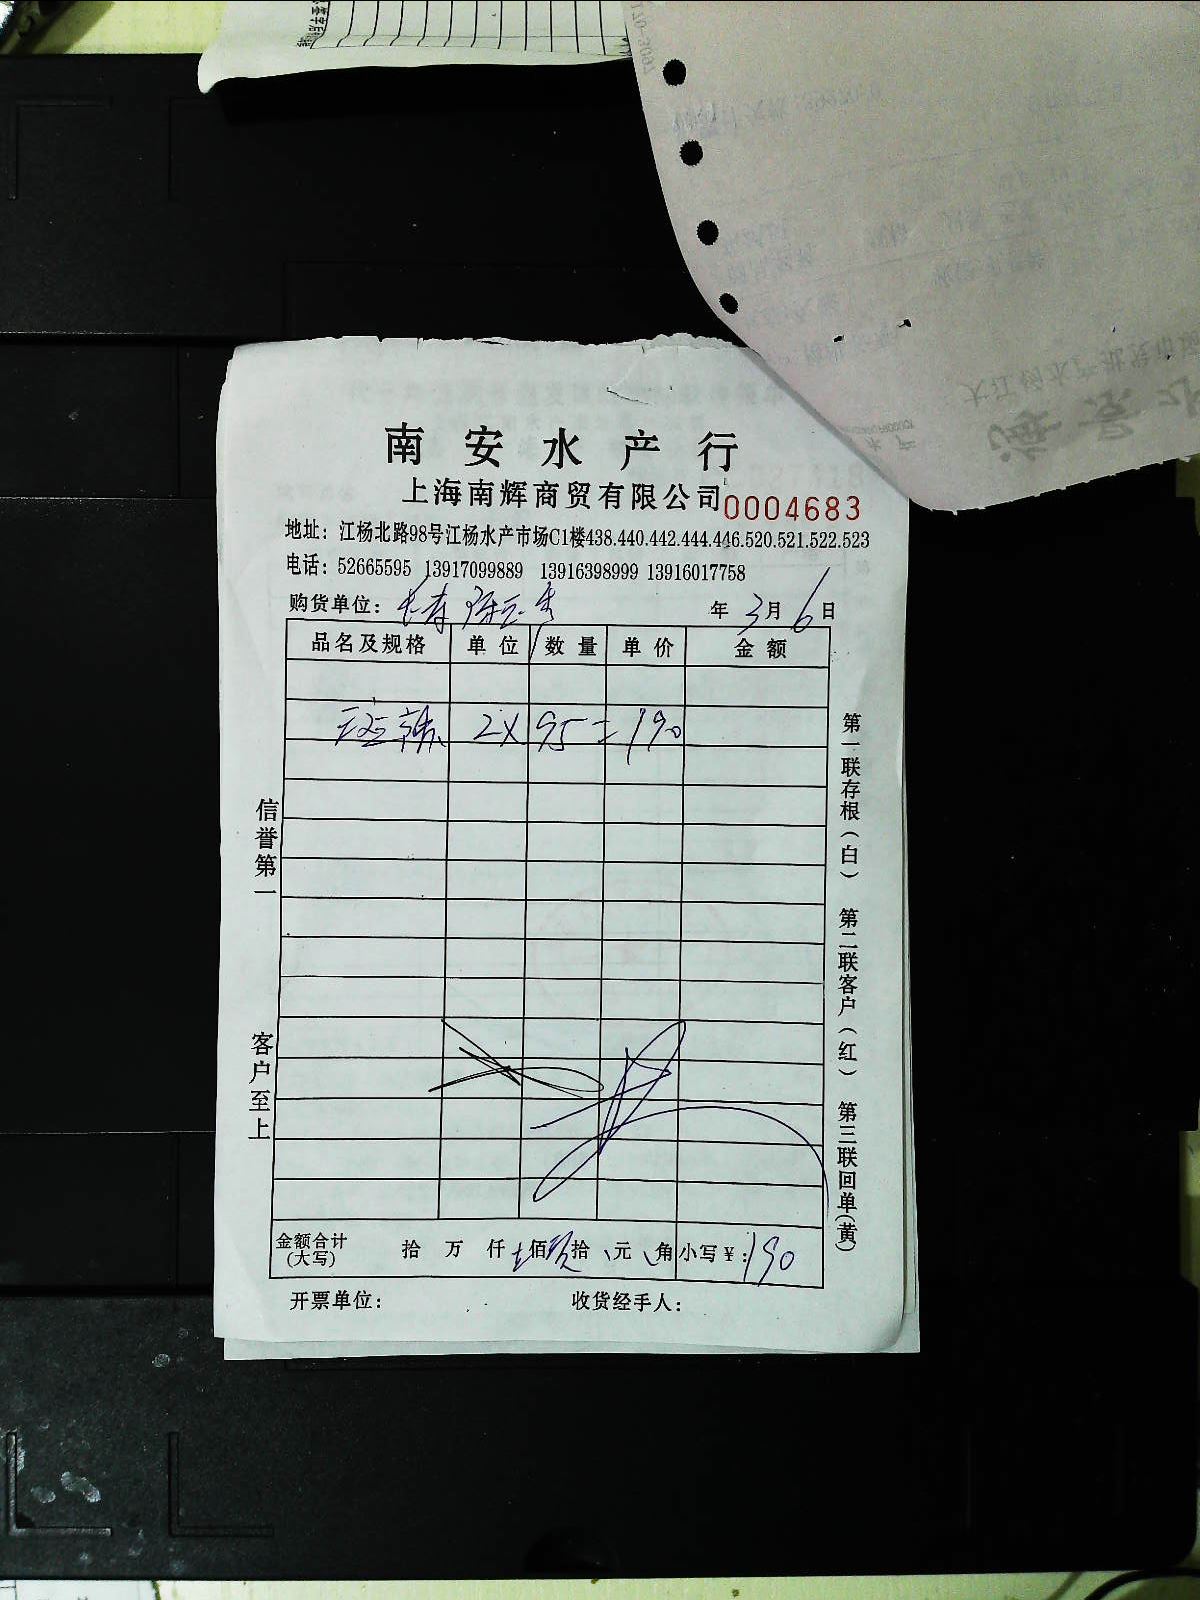 南安水产行
上海南辉商贸有限公司 0004683
地址：江杨北路98号江杨水产市场C1楼438.440.442.444.446.520.521.522.523
电话：52665595 13917099889 13916398999 13916017758
购货单位： 年 3月 6日
品名及规格 单位 数量 单价 金额
2X 95=190
信誉第一
客户至上
第一联存根(白) 第二联客户(红) 第三联回单(黄)
金额合计(大写) 拾 万 仟 佰 拾 元 角 小写￥：190
开票单位： 收货经手人：